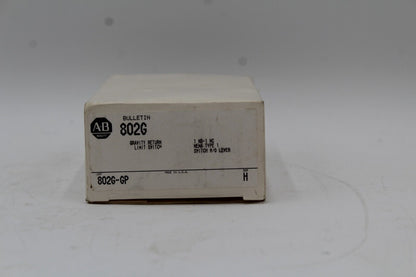 AB
BULLETIN
802G
GRAVITY RETURN
LIMIT SWITCH
1 NO-1 NC
NEMA TYPE 1
SWITCH W/O LEVER
MADE IN U.S.A.
802G-GP
H